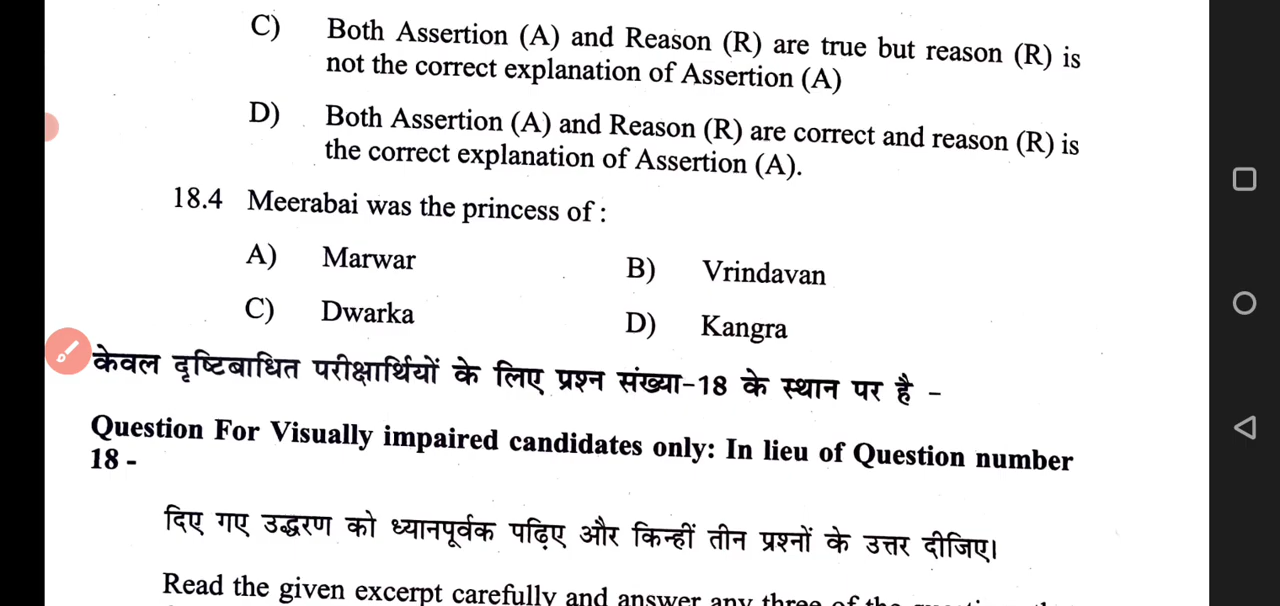 C) Both Assertion (A) and Reason (R) are true but reason (R) is
not the correct explanation of Assertion (A)
D) Both Assertion (A) and Reason (R) are correct and reason (R) is
the correct explanation of Assertion (A).
18.4 Meerabai was the princess of :
A) Marwar B) Vrindavan
C) Dwarka D) Kangra
केवल दृष्टिबाधित परीक्षार्थियों के लिए प्रश्न संख्या-18 के स्थान पर है -
Question For Visually impaired candidates only: In lieu of Question number
18 -
दिए गए उद्धरण को ध्यानपूर्वक पढ़िए और किन्हीं तीन प्रश्नों के उत्तर दीजिए।
Read the given excerpt carefully and answer any three of the